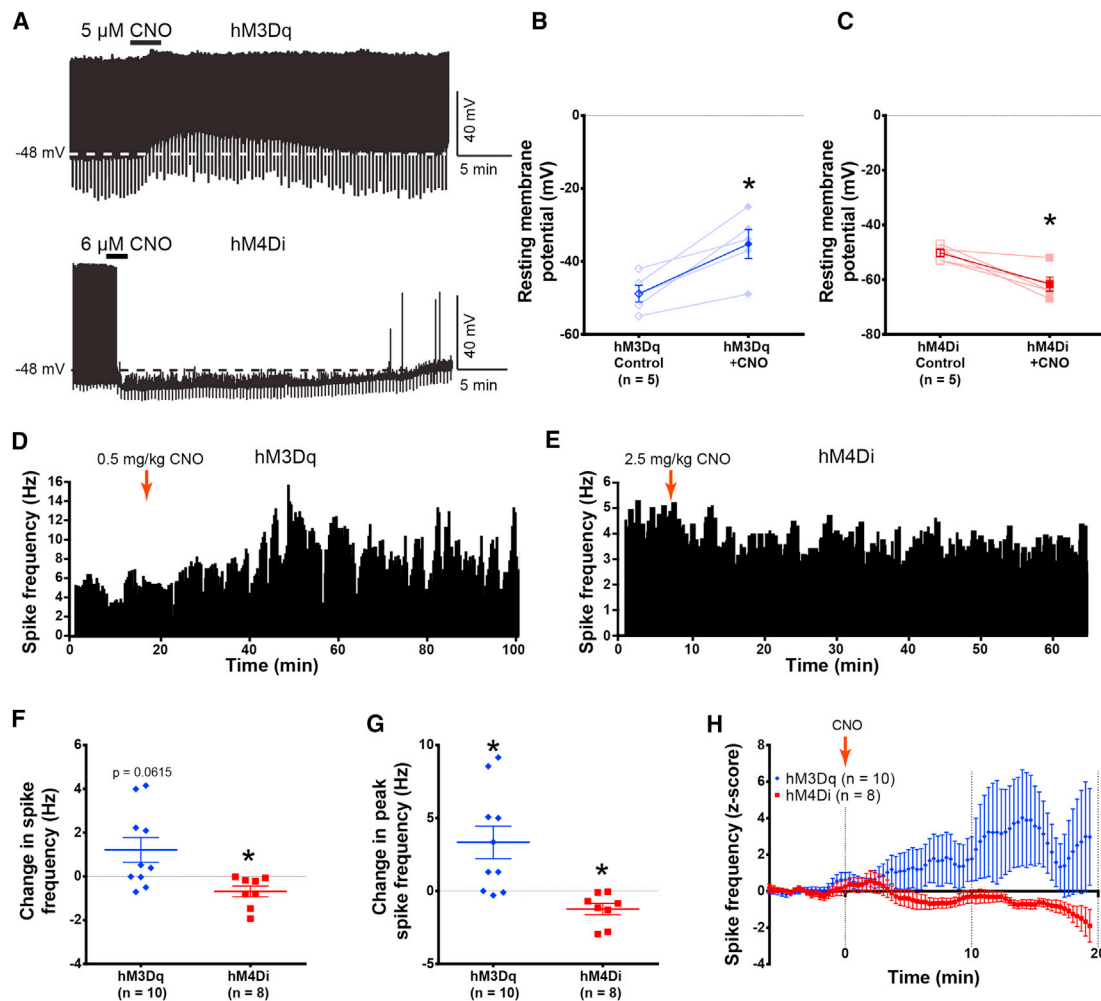 A
5 μM CNO
hM3Dq
-48 mV
40 mV
5 min
6 μM CNO
hM4Di
-48 mV
40 mV
5 min
B
Resting membrane
potential (mV)
0
-20
-40
-60
*
hM3Dq
Control
(n = 5)
hM3Dq
+CNO
C
Resting membrane
potential (mV)
0
-20
-40
-60
-80
*
hM4Di
Control
(n = 5)
hM4Di
+CNO
D
0.5 mg/kg CNO
hM3Dq
Spike frequency (Hz)
16
14
12
10
8
6
4
2
0
0 20 40 60 80 100
Time (min)
E
2.5 mg/kg CNO
hM4Di
Spike frequency (Hz)
6
5
4
3
2
1
0
0 10 20 30 40 50 60
Time (min)
F
Change in spike
frequency (Hz)
6
4
2
0
-2
-4
p = 0.0615
*
hM3Dq
(n = 10)
hM4Di
(n = 8)
G
Change in peak
spike frequency (Hz)
10
5
0
-5
*
*
hM3Dq
(n = 10)
hM4Di
(n = 8)
H
CNO
Spike frequency (z-score)
8
6
4
2
0
-2
-4
hM3Dq (n = 10)
hM4Di (n = 8)
0 10 20
Time (min)